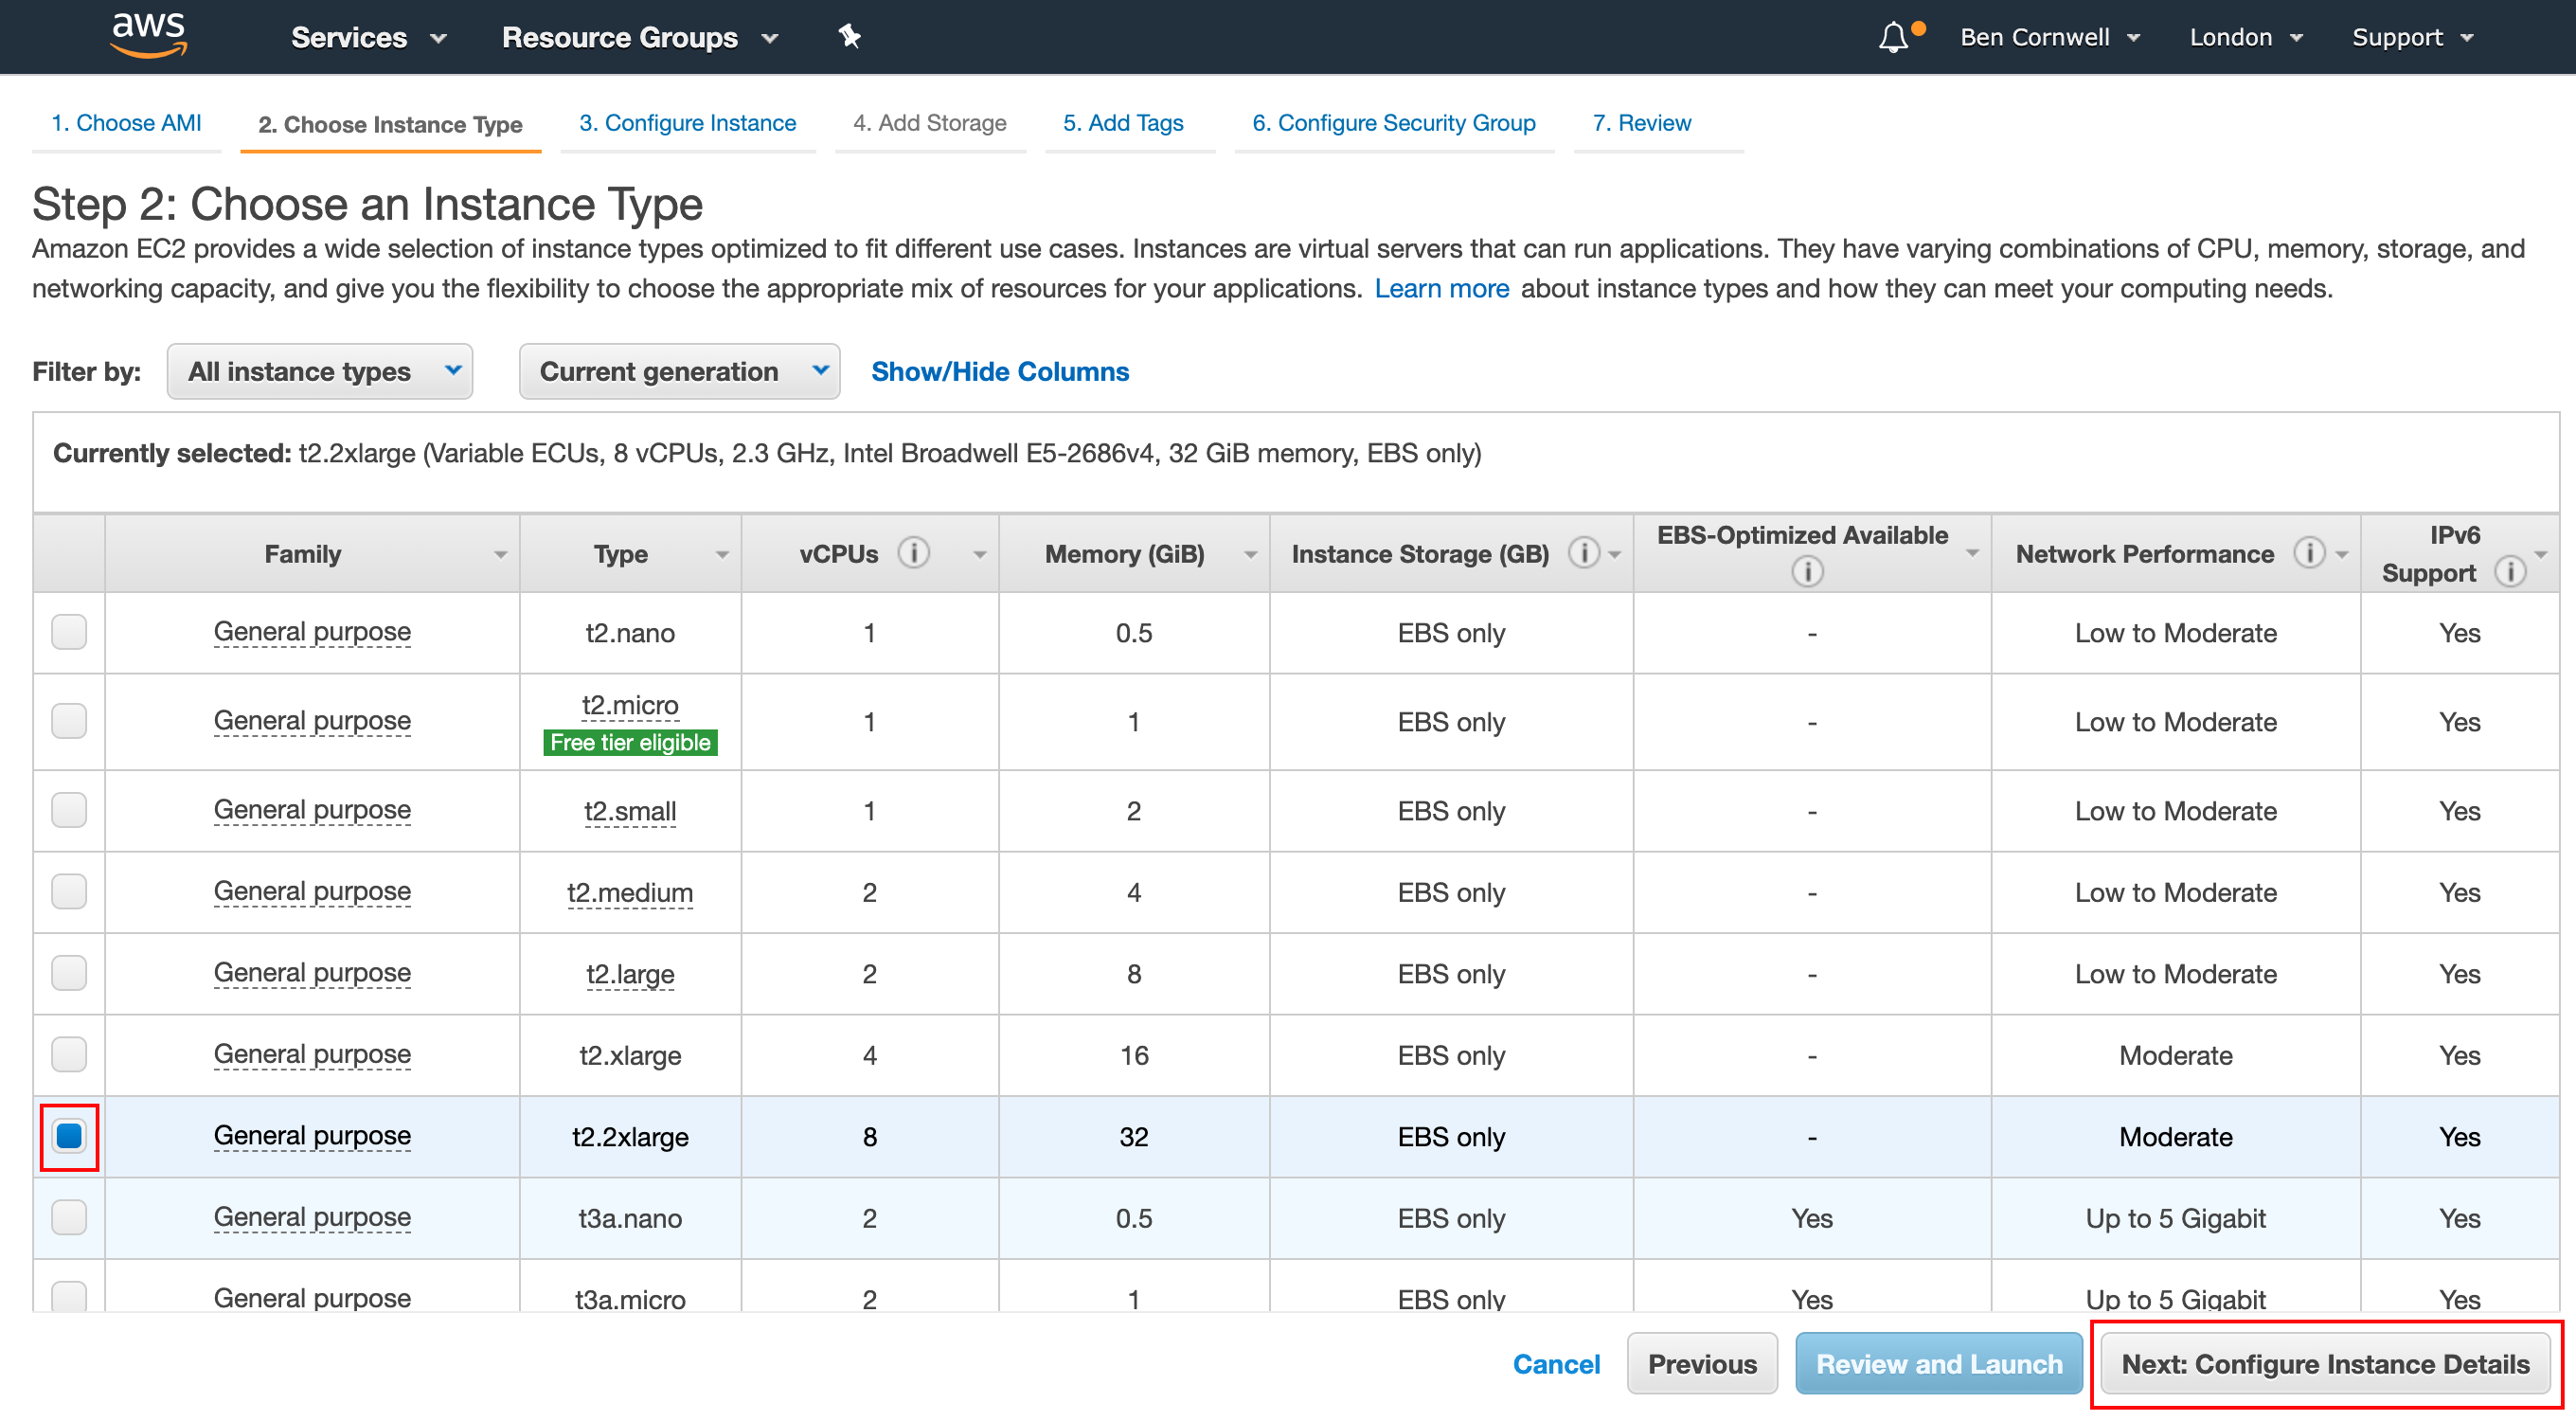 aws Services Resource Groups Ben Cornwell London Support
1. Choose AMI 2. Choose Instance Type 3. Configure Instance 4. Add Storage 5. Add Tags 6. Configure Security Group 7. Review
Step 2: Choose an Instance Type
Amazon EC2 provides a wide selection of instance types optimized to fit different use cases. Instances are virtual servers that can run applications. They have varying combinations of CPU, memory, storage, and
networking capacity, and give you the flexibility to choose the appropriate mix of resources for your applications. Learn more about instance types and how they can meet your computing needs.
Filter by: All instance types Current generation Show/Hide Columns
Currently selected: t2.2xlarge (Variable ECUs, 8 vCPUs, 2.3 GHz, Intel Broadwell E5-2686v4, 32 GiB memory, EBS only)
Family Type vCPUs i Memory (GiB) Instance Storage (GB) i EBS-Optimized Available i Network Performance i IPv6 Support i
General purpose t2.nano 1 0.5 EBS only - Low to Moderate Yes
General purpose t2.micro Free tier eligible 1 1 EBS only - Low to Moderate Yes
General purpose t2.small 1 2 EBS only - Low to Moderate Yes
General purpose t2.medium 2 4 EBS only - Low to Moderate Yes
General purpose t2.large 2 8 EBS only - Low to Moderate Yes
General purpose t2.xlarge 4 16 EBS only - Moderate Yes
General purpose t2.2xlarge 8 32 EBS only - Moderate Yes
General purpose t3a.nano 2 0.5 EBS only Yes Up to 5 Gigabit Yes
General purpose t3a.micro 2 1 EBS only Yes Up to 5 Gigabit Yes
Cancel Previous Review and Launch Next: Configure Instance Details